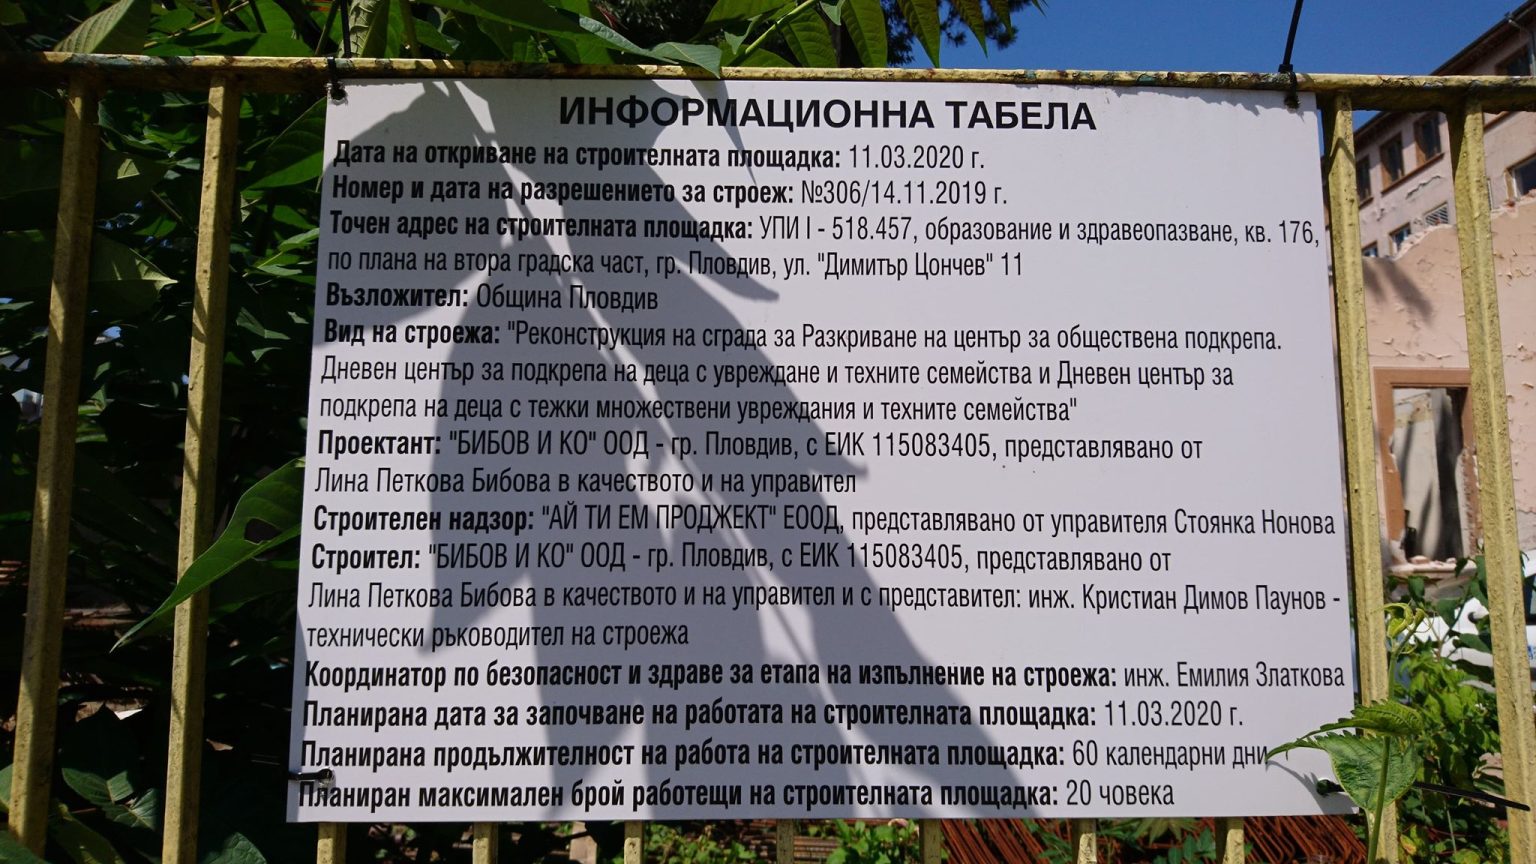 ИНФОРМАЦИОННА ТАБЕЛА
Дата на откриване на строителната площадка: 11.03.2020 г.
Номер и дата на разрешението за строеж: №306/14.11.2019 г.
Точен адрес на строителната площадка: УПИ I - 518.457, образование и здравеопазване, кв. 176,
по плана на втора градска част, гр. Пловдив, ул. "Димитър Цончев" 11
Възложител: Община Пловдив
Вид на строежа: "Реконструкция на сграда за Разкриване на център за обществена подкрепа.
Дневен център за подкрепа на деца с увреждане и техните семейства и Дневен център за
подкрепа на деца с тежки множествени увреждания и техните семейства"
Проектант: "БИБОВ И КО" ООД - гр. Пловдив, с ЕИК 115083405, представлявано от
Лина Петкова Бибова в качеството и на управител
Строителен надзор: "АЙ ТИ ЕМ ПРОДЖЕКТ" ЕООД, представлявано от управителя Стоянка Нонова
Строител: "БИБОВ И КО" ООД - гр. Пловдив, с ЕИК 115083405, представлявано от
Лина Петкова Бибова в качеството и на управител и с представител: инж. Кристиан Димов Паунов -
технически ръководител на строежа
Координатор по безопасност и здраве за етапа на изпълнение на строежа: инж. Емилия Златкова
Планирана дата за започване на работата на строителната площадка: 11.03.2020 г.
Планирана продължителност на работа на строителната площадка: 60 календарни дни
Планиран максимален брой работещи на строителната площадка: 20 човека